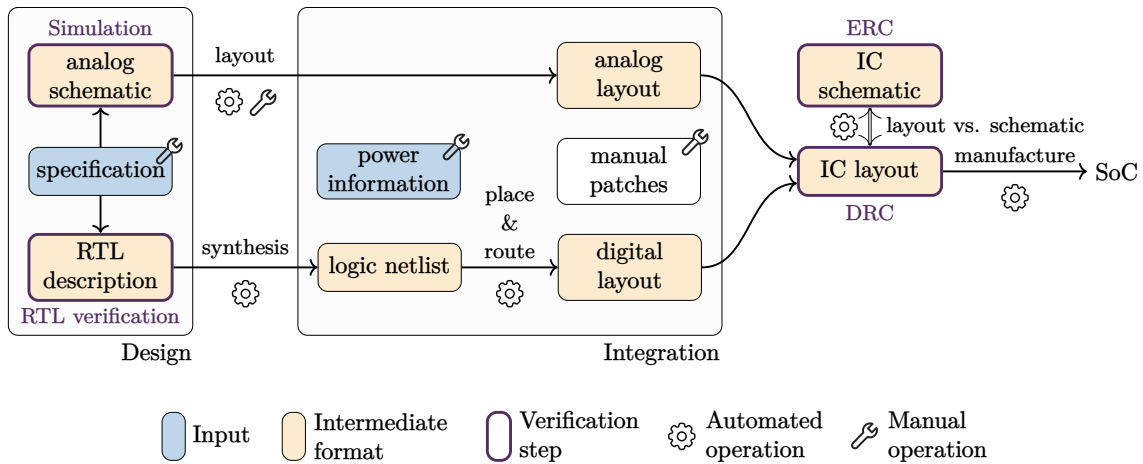 Simulation
analog
schematic
specification
RTL
description
RTL verification
Design
layout
synthesis
power
information
logic netlist
place
&
route
analog
layout
manual
patches
digital
layout
Integration
ERC
IC
schematic
layout vs. schematic
IC layout
DRC
manufacture
SoC
Input
Intermediate
format
Verification
step
Automated
operation
Manual
operation